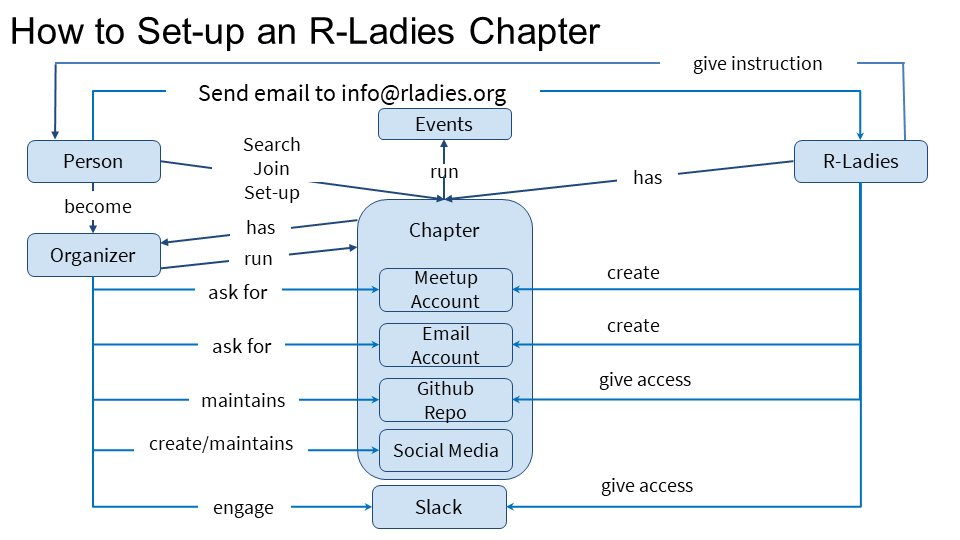 How to Set-up an R-Ladies Chapter
give instruction
Send email to info@rladies.org
Events
Person
Search
Join
Set-up
run
has
R-Ladies
become
has
Chapter
Organizer
run
Meetup
Account
create
ask for
Email
Account
create
ask for
Github
Repo
give access
maintains
create/maintains
Social Media
give access
engage
Slack